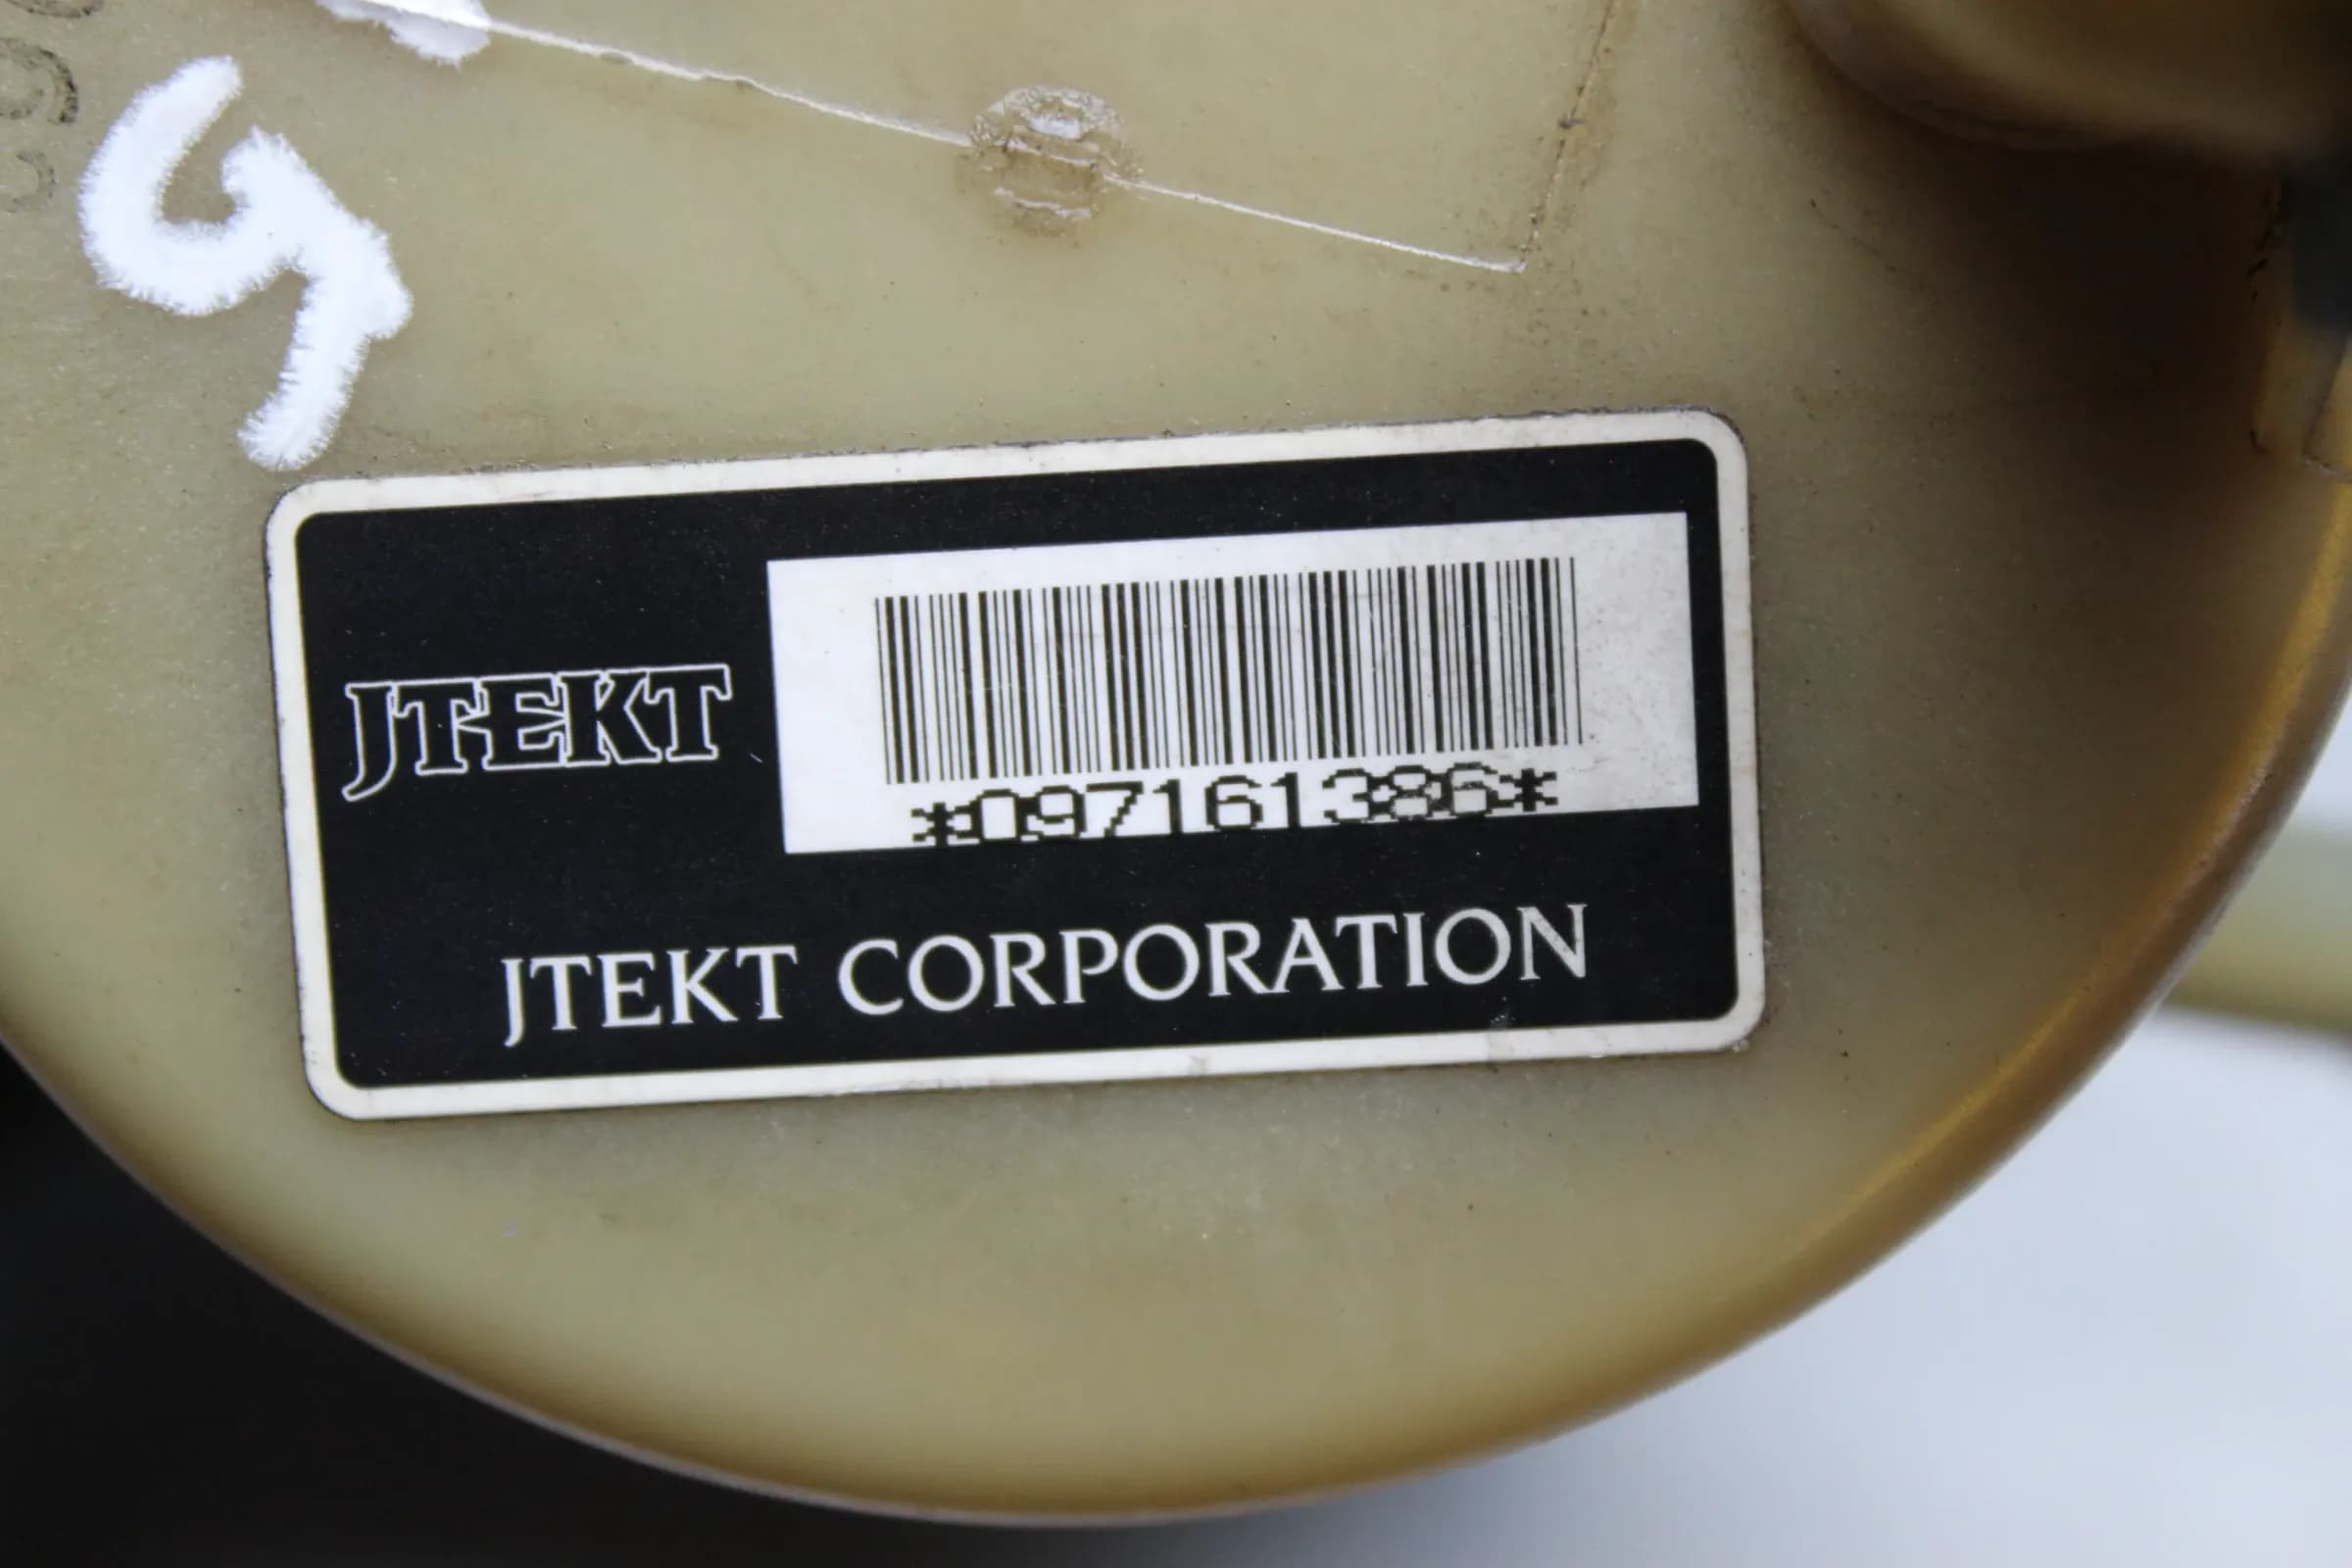 JTEKT
*097161386*
JTEKT CORPORATION